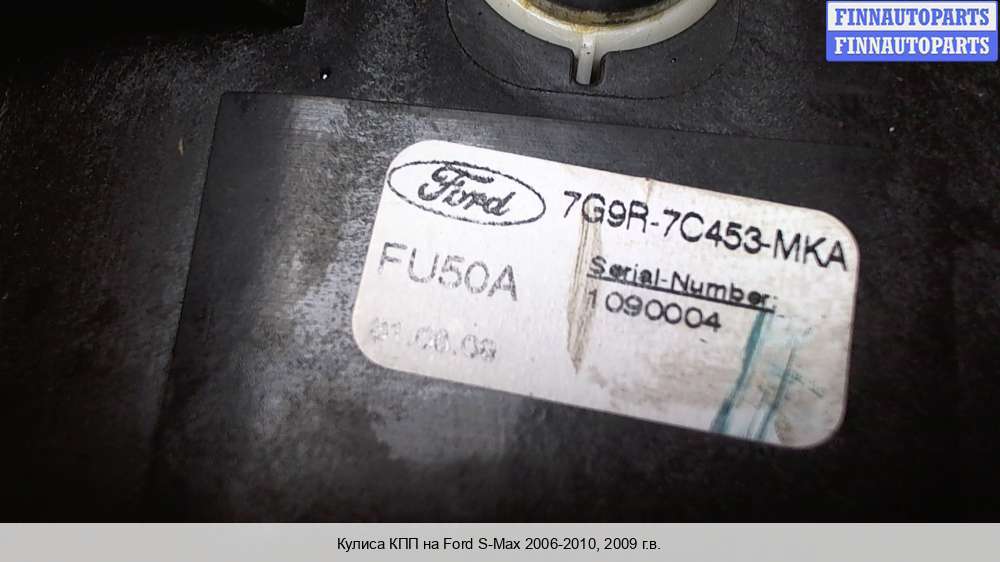 FINNAUTOPARTS
FINNAUTOPARTS
Ford
7G9R-7C453-MKA
FU50A
Serial-Number:
1090004
Кулиса КПП на Ford S-Max 2006-2010, 2009 г.в.